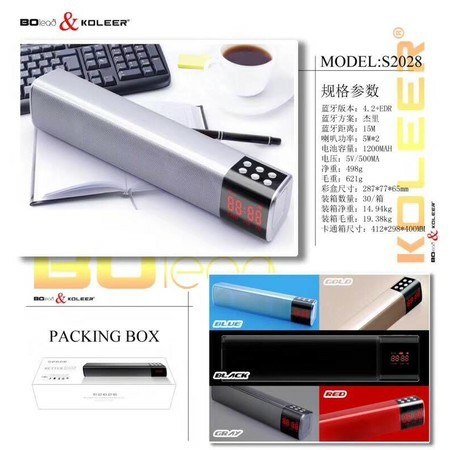 BOlead & KOLEER®
MODEL:S2028
规格参数
蓝牙版本：4.2+EDR
蓝牙方案：杰里
蓝牙距离：15M
喇叭功率：5W*2
电池容量：1200MAH
电压：5V/500MA
净重：498g
毛重：621g
彩盒尺寸：287*77*65mm
装箱数量：30/箱
装箱净重：14.94kg
装箱毛重：19.38kg
卡通箱尺寸：412*298*400MM
KOLEER®
BOlead & KOLEER®
BOlead
BOlead & KOLEER®
PACKING BOX
BLUE
GOLD
BLACK
GRAY
RED